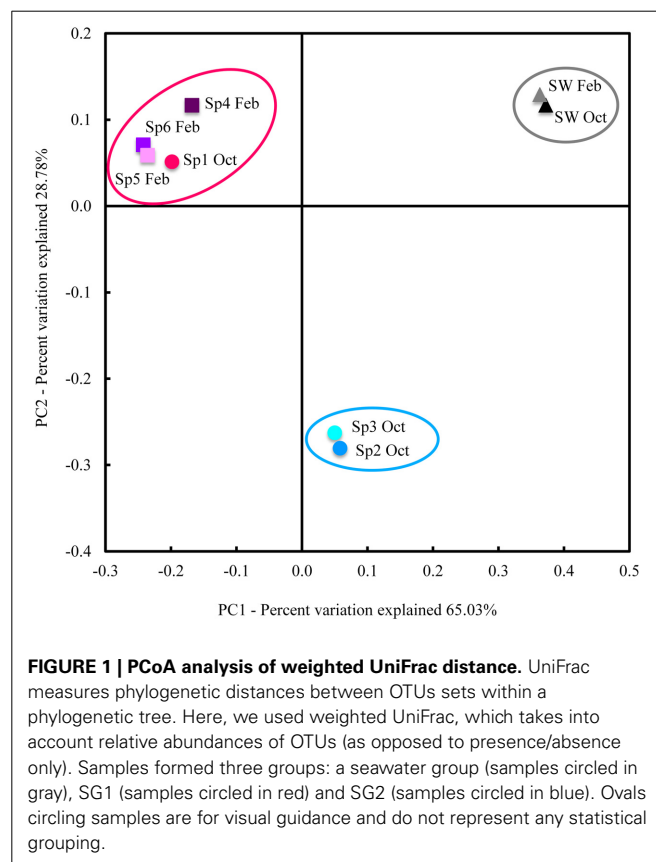 0.2
0.1
0.0
-0.1
-0.2
-0.3
-0.4
PC2 - Percent variation explained 28.78%
SW Feb
SW Oct
Sp4 Feb
Sp6 Feb
Sp1 Oct
Sp5 Feb
Sp3 Oct
Sp2 Oct
-0.3 -0.2 -0.1 0.0 0.1 0.2 0.3 0.4 0.5
PC1 - Percent variation explained 65.03%
FIGURE 1 | PCoA analysis of weighted UniFrac distance. UniFrac
measures phylogenetic distances between OTUs sets within a
phylogenetic tree. Here, we used weighted UniFrac, which takes into
account relative abundances of OTUs (as opposed to presence/absence
only). Samples formed three groups: a seawater group (samples circled in
gray), SG1 (samples circled in red) and SG2 (samples circled in blue). Ovals
circling samples are for visual guidance and do not represent any statistical
grouping.